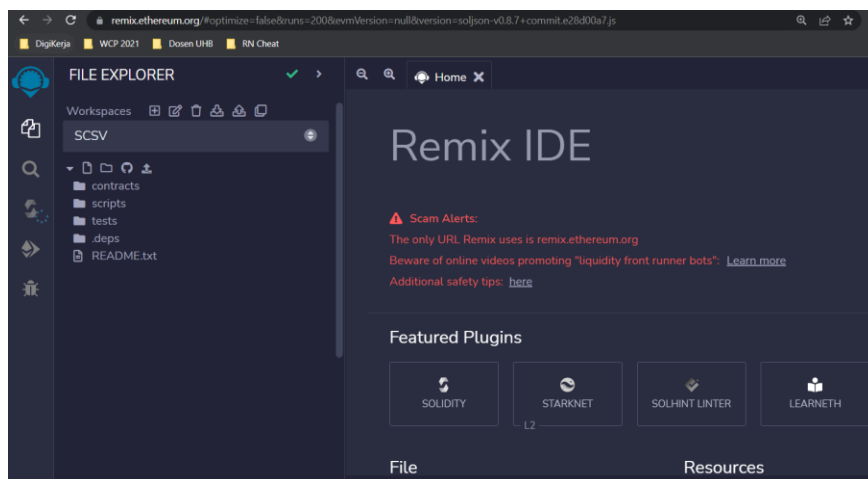 remix.ethereum.org/#optimize=false&runs=200&evmVersion=null&version=soljson-v0.8.7+commit.e28d00a7.js
DigiKerja WCP 2021 Dosen UHB RN Cheat
FILE EXPLORER
Workspaces
SCSV
contracts
scripts
tests
.deps
README.txt
Home
Remix IDE
Scam Alerts:
The only URL Remix uses is remix.ethereum.org
Beware of online videos promoting "liquidity front runner bots": Learn more
Additional safety tips: here
Featured Plugins
SOLIDITY STARKNET SOLHINT LINTER LEARNETH
L2
File Resources